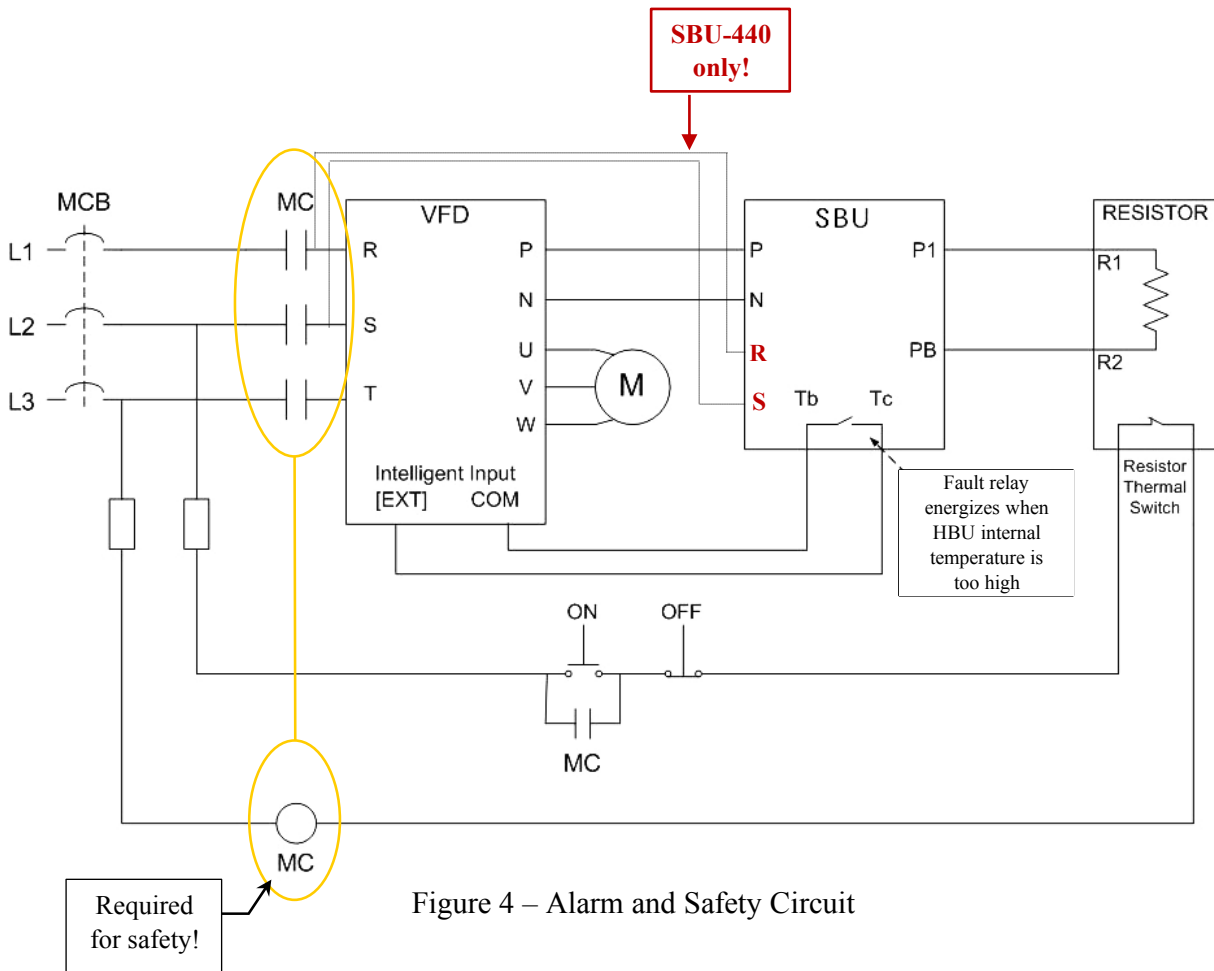 SBU-440
only!
MCB
MC
VFD
SBU
RESISTOR
L1
R
P
P
P1
R1
L2
S
N
N
U
R
PB
R2
L3
T
V
M
W
S
Tb
Tc
Intelligent Input
[EXT]
COM
Resistor
Thermal
Switch
Fault relay
energizes when
HBU internal
temperature is
too high
ON
OFF
MC
MC
Required
for safety!
Figure 4 – Alarm and Safety Circuit